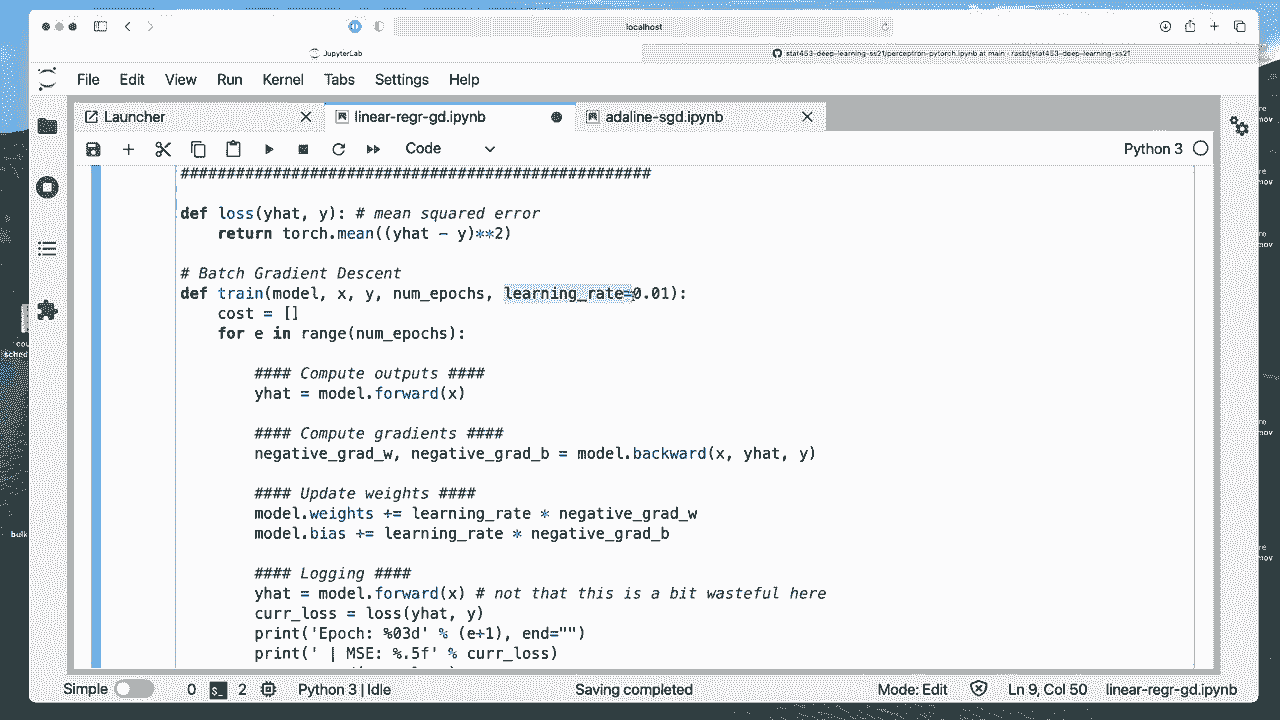 localhost
JupyterLab
stat453-deep-learning-ss21/perceptron-pytorch.ipynb at main · rasbt/stat453-deep-learning-ss21
File Edit View Run Kernel Tabs Settings Help
Launcher linear-regr-gd.ipynb adaline-sgd.ipynb
Code Python 3
##################################################
def loss(yhat, y): # mean squared error
return torch.mean((yhat - y)**2)
# Batch Gradient Descent
def train(model, x, y, num_epochs, learning_rate=0.01):
cost = []
for e in range(num_epochs):
#### Compute outputs ####
yhat = model.forward(x)
#### Compute gradients ####
negative_grad_w, negative_grad_b = model.backward(x, yhat, y)
#### Update weights ####
model.weights += learning_rate * negative_grad_w
model.bias += learning_rate * negative_grad_b
#### Logging ####
yhat = model.forward(x) # not that this is a bit wasteful here
curr_loss = loss(yhat, y)
print('Epoch: %03d' % (e+1), end="")
print(' | MSE: %.5f' % curr_loss)
Simple 0 2 Python 3 | Idle Saving completed Mode: Edit Ln 9, Col 50 linear-regr-gd.ipynb